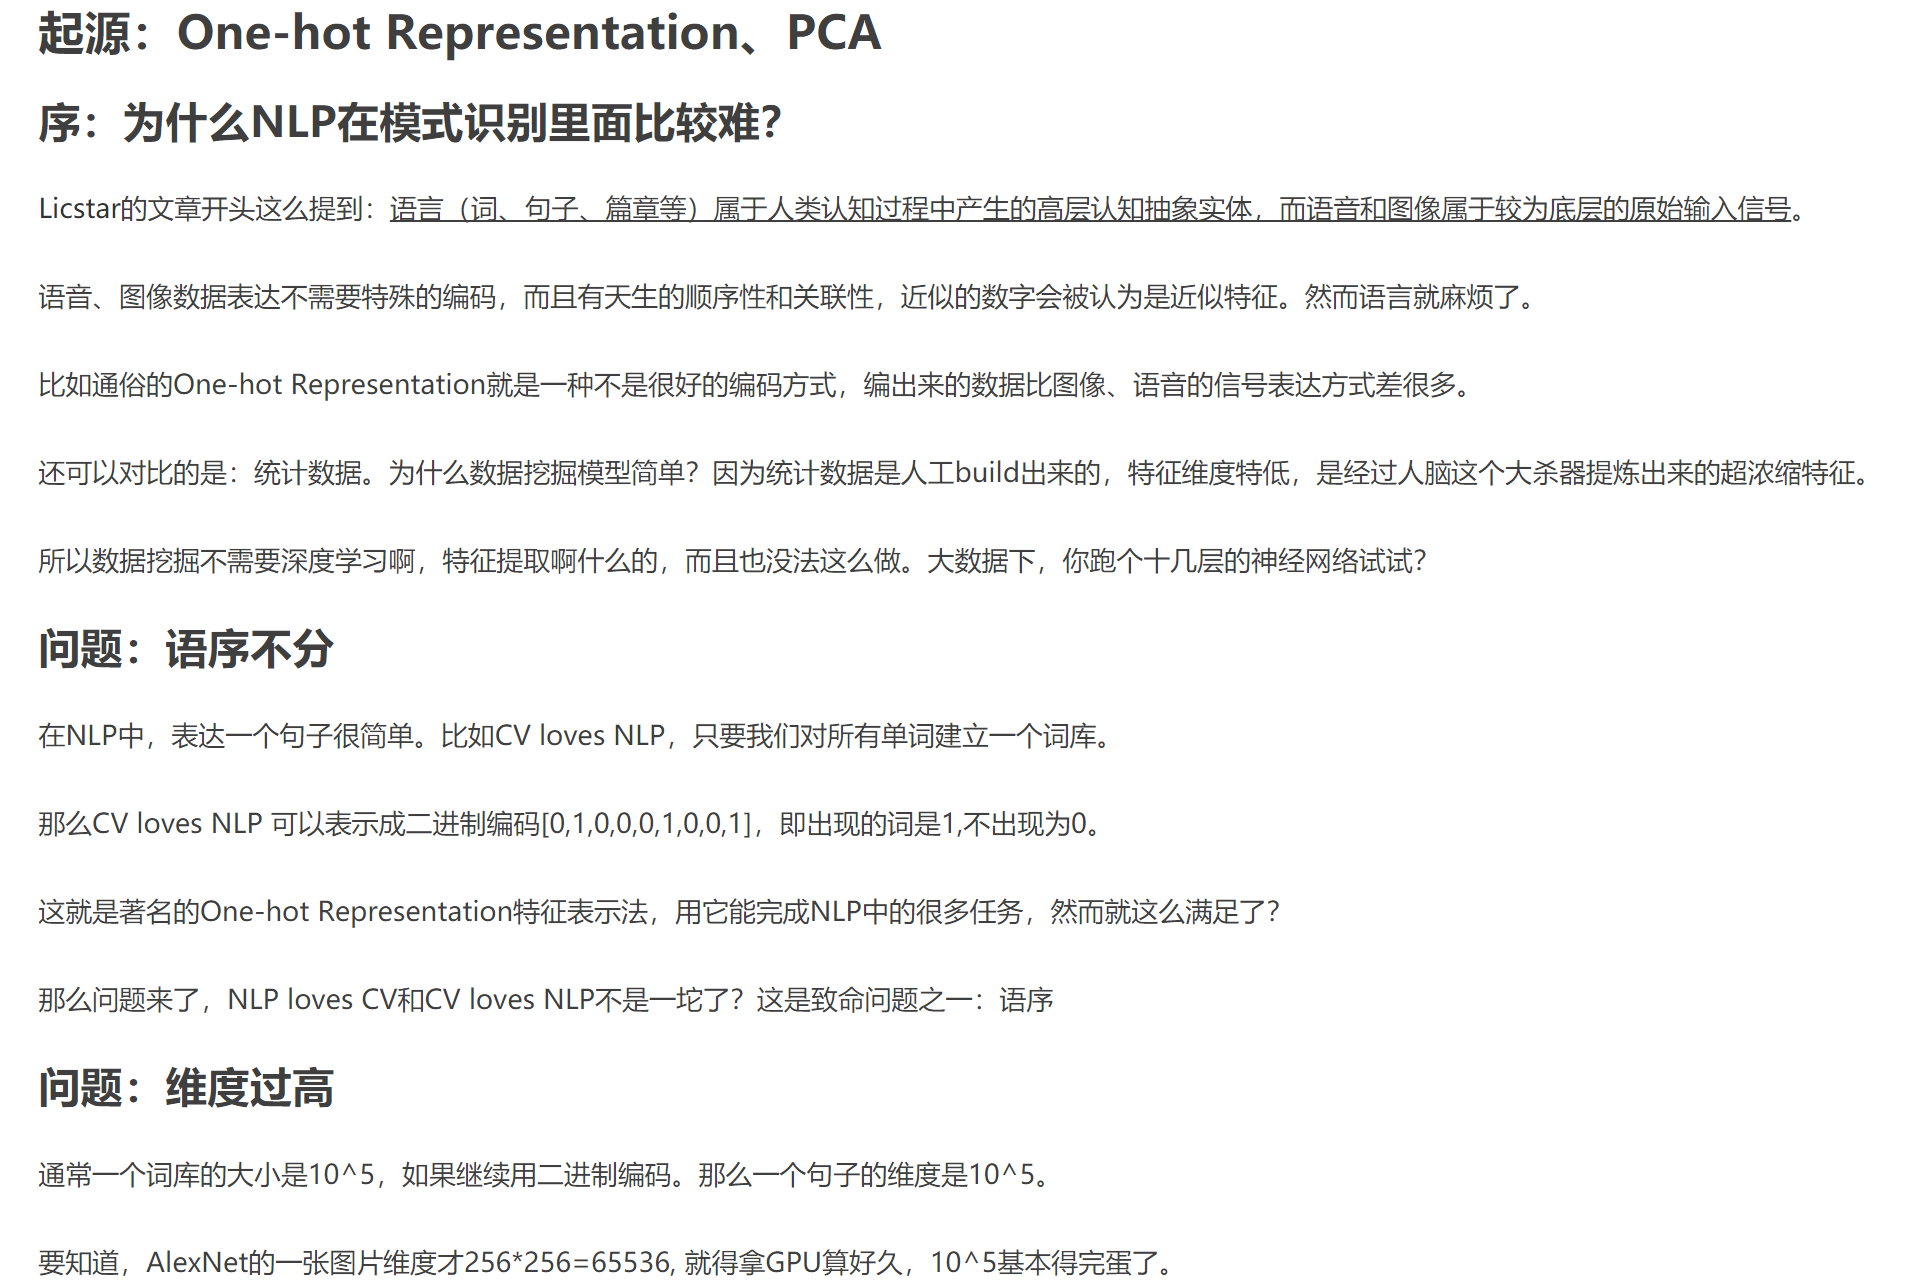 起源：One-hot Representation、PCA
序：为什么NLP在模式识别里面比较难？
Licstar的文章开头这么提到：语言（词、句子、篇章等）属于人类认知过程中产生的高层认知抽象实体，而语音和图像属于较为底层的原始输入信号。
语音、图像数据表达不需要特殊的编码，而且有天生的顺序性和关联性，近似的数字会被认为是近似特征。然而语言就麻烦了。
比如通俗的One-hot Representation就是一种不是很好的编码方式，编出来的数据比图像、语音的信号表达方式差很多。
还可以对比的是：统计数据。为什么数据挖掘模型简单？因为统计数据是人工build出来的，特征维度特低，是经过人脑这个大杀器提炼出来的超浓缩特征。
所以数据挖掘不需要深度学习啊，特征提取啊什么的，而且也没法这么做。大数据下，你跑个十几层的神经网络试试？
问题：语序不分
在NLP中，表达一个句子很简单。比如CV loves NLP，只要我们对所有单词建立一个词库。
那么CV loves NLP 可以表示成二进制编码[0,1,0,0,0,1,0,0,1]，即出现的词是1,不出现为0。
这就是著名的One-hot Representation特征表示法，用它能完成NLP中的很多任务，然而就这么满足了？
那么问题来了，NLP loves CV和CV loves NLP不是一坨了？这是致命问题之一：语序
问题：维度过高
通常一个词库的大小是10^5，如果继续用二进制编码。那么一个句子的维度是10^5。
要知道，AlexNet的一张图片维度才256*256=65536, 就得拿GPU算好久，10^5基本得完蛋了。